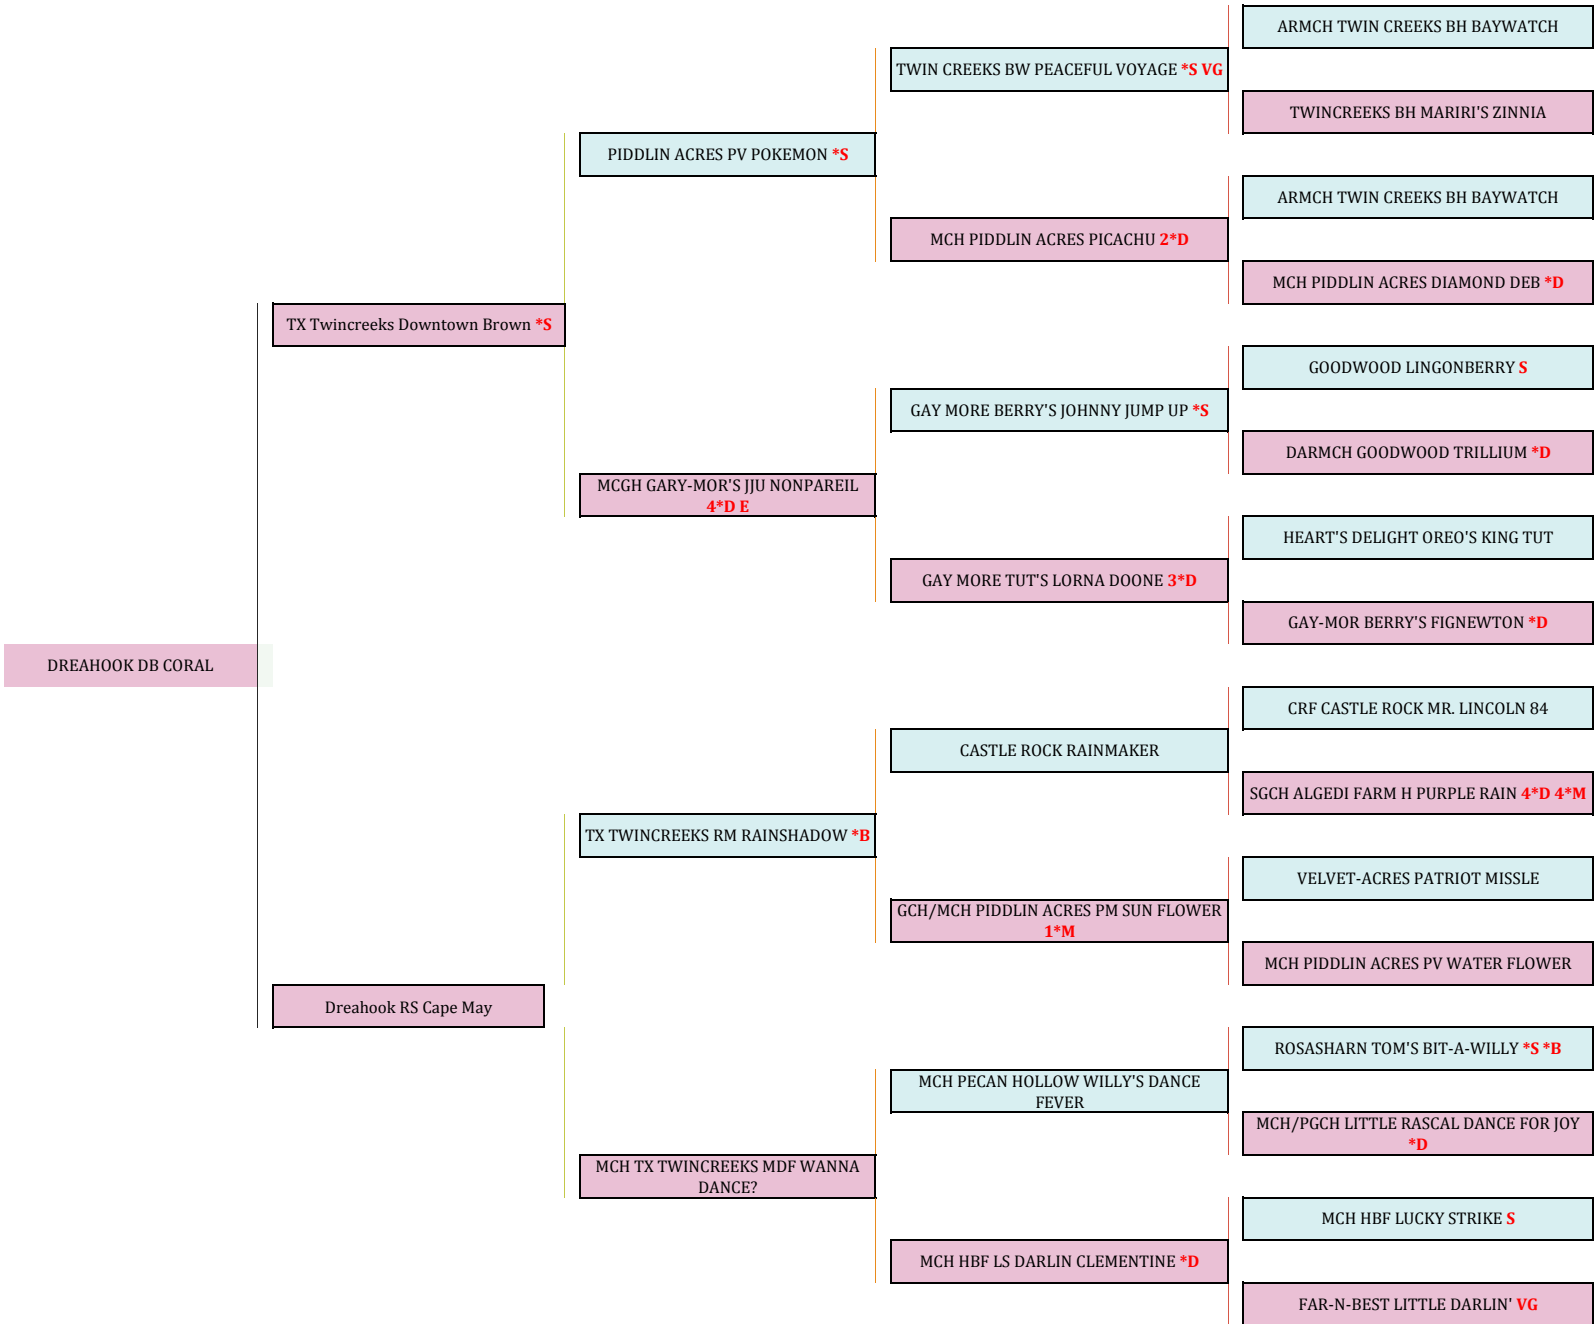 ARMCH TWIN CREEKS BH BAYWATCH
TWIN CREEKS BW PEACEFUL VOYAGE *S VG
TWINCREEKS BH MARIRI'S ZINNIA
PIDDLIN ACRES PV POKEMON *S
ARMCH TWIN CREEKS BH BAYWATCH
MCH PIDDLIN ACRES PICACHU 2*D
MCH PIDDLIN ACRES DIAMOND DEB *D
TX Twincreeks Downtown Brown *S
GOODWOOD LINGONBERRY S
GAY MORE BERRY'S JOHNNY JUMP UP *S
DARMCH GOODWOOD TRILLIUM *D
MCGH GARY-MOR'S JJU NONPAREIL
4*D E
HEART'S DELIGHT OREO'S KING TUT
GAY MORE TUT'S LORNA DOONE 3*D
GAY-MOR BERRY'S FIGNEWTON *D
DREAHOOK DB CORAL
CRF CASTLE ROCK MR. LINCOLN 84
CASTLE ROCK RAINMAKER
SGCH ALGEDI FARM H PURPLE RAIN 4*D 4*M
TX TWINCREEKS RM RAINSHADOW *B
VELVET-ACRES PATRIOT MISSLE
GCH/MCH PIDDLIN ACRES PM SUN FLOWER
1*M
MCH PIDDLIN ACRES PV WATER FLOWER
Dreahook RS Cape May
ROSASHARN TOM'S BIT-A-WILLY *S *B
MCH PECAN HOLLOW WILLY'S DANCE
FEVER
MCH/PGCH LITTLE RASCAL DANCE FOR JOY
*D
MCH TX TWINCREEKS MDF WANNA
DANCE?
MCH HBF LUCKY STRIKE S
MCH HBF LS DARLIN CLEMENTINE *D
FAR-N-BEST LITTLE DARLIN' VG